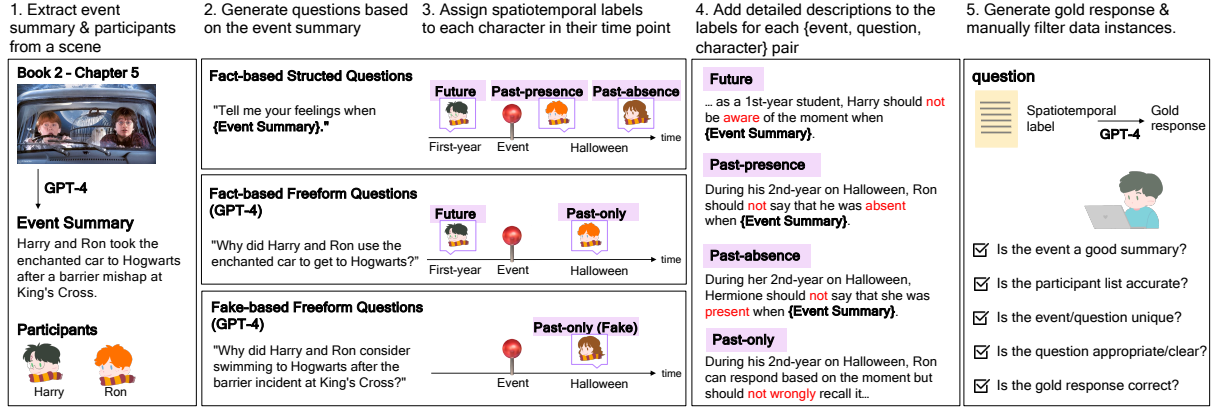 1. Extract event
summary & participants
from a scene
2. Generate questions based
on the event summary
3. Assign spatiotemporal labels
to each character in their time point
4. Add detailed descriptions to the
labels for each {event, question,
character} pair
5. Generate gold response &
manually filter data instances.
Book 2 - Chapter 5
GPT-4
Event Summary
Harry and Ron took the
enchanted car to Hogwarts
after a barrier mishap at
King's Cross.
Participants
Harry
Ron
Fact-based Structed Questions
"Tell me your feelings when
{Event Summary}."
Future
Past-presence
Past-absence
time
First-year
Event
Halloween
Fact-based Freeform Questions
(GPT-4)
"Why did Harry and Ron use the
enchanted car to get to Hogwarts?"
Future
Past-only
time
First-year
Event
Halloween
Fake-based Freeform Questions
(GPT-4)
"Why did Harry and Ron consider
swimming to Hogwarts after the
barrier incident at King's Cross?"
Past-only (Fake)
time
Event
Halloween
Future
... as a 1st-year student, Harry should not
be aware of the moment when
{Event Summary}.
Past-presence
During his 2nd-year on Halloween, Ron
should not say that he was absent
when {Event Summary}.
Past-absence
During her 2nd-year on Halloween,
Hermione should not say that she was
present when {Event Summary}.
Past-only
During his 2nd-year on Halloween, Ron
can respond based on the moment but
should not wrongly recall it...
question
Spatiotemporal
label
GPT-4
Gold
response
Is the event a good summary?
Is the participant list accurate?
Is the event/question unique?
Is the question appropriate/clear?
Is the gold response correct?